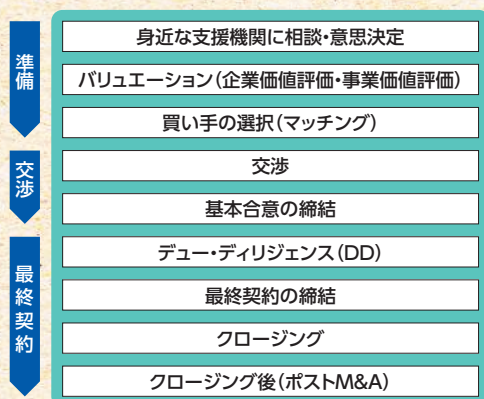 準備
身近な支援機関に相談・意思決定
バリュエーション(企業価値評価・事業価値評価)
買い手の選択(マッチング)
交渉
交渉
基本合意の締結
最終契約
デュー・ディリジェンス(DD)
最終契約の締結
クロージング
クロージング後(ポストM&A)